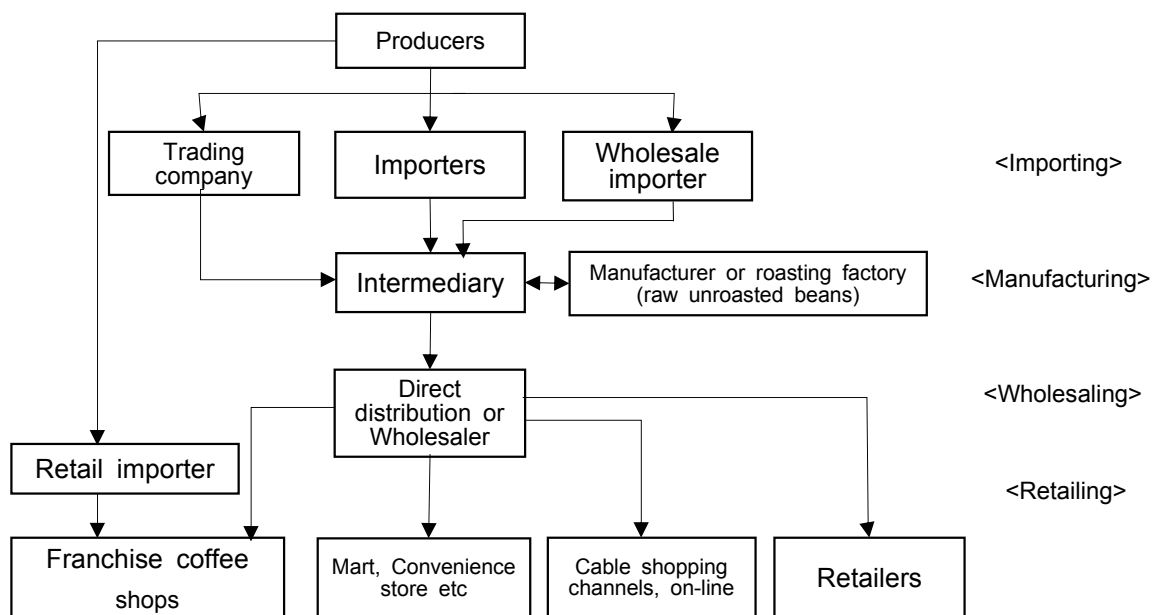 Producers
Trading
company
Importers
Wholesale
importer
<Importing>
Intermediary
Manufacturer or roasting factory
(raw unroasted beans)
<Manufacturing>
Direct
distribution or
Wholesaler
<Wholesaling>
Retail importer
<Retailing>
Franchise coffee
shops
Mart, Convenience
store etc
Cable shopping
channels, on-line
Retailers